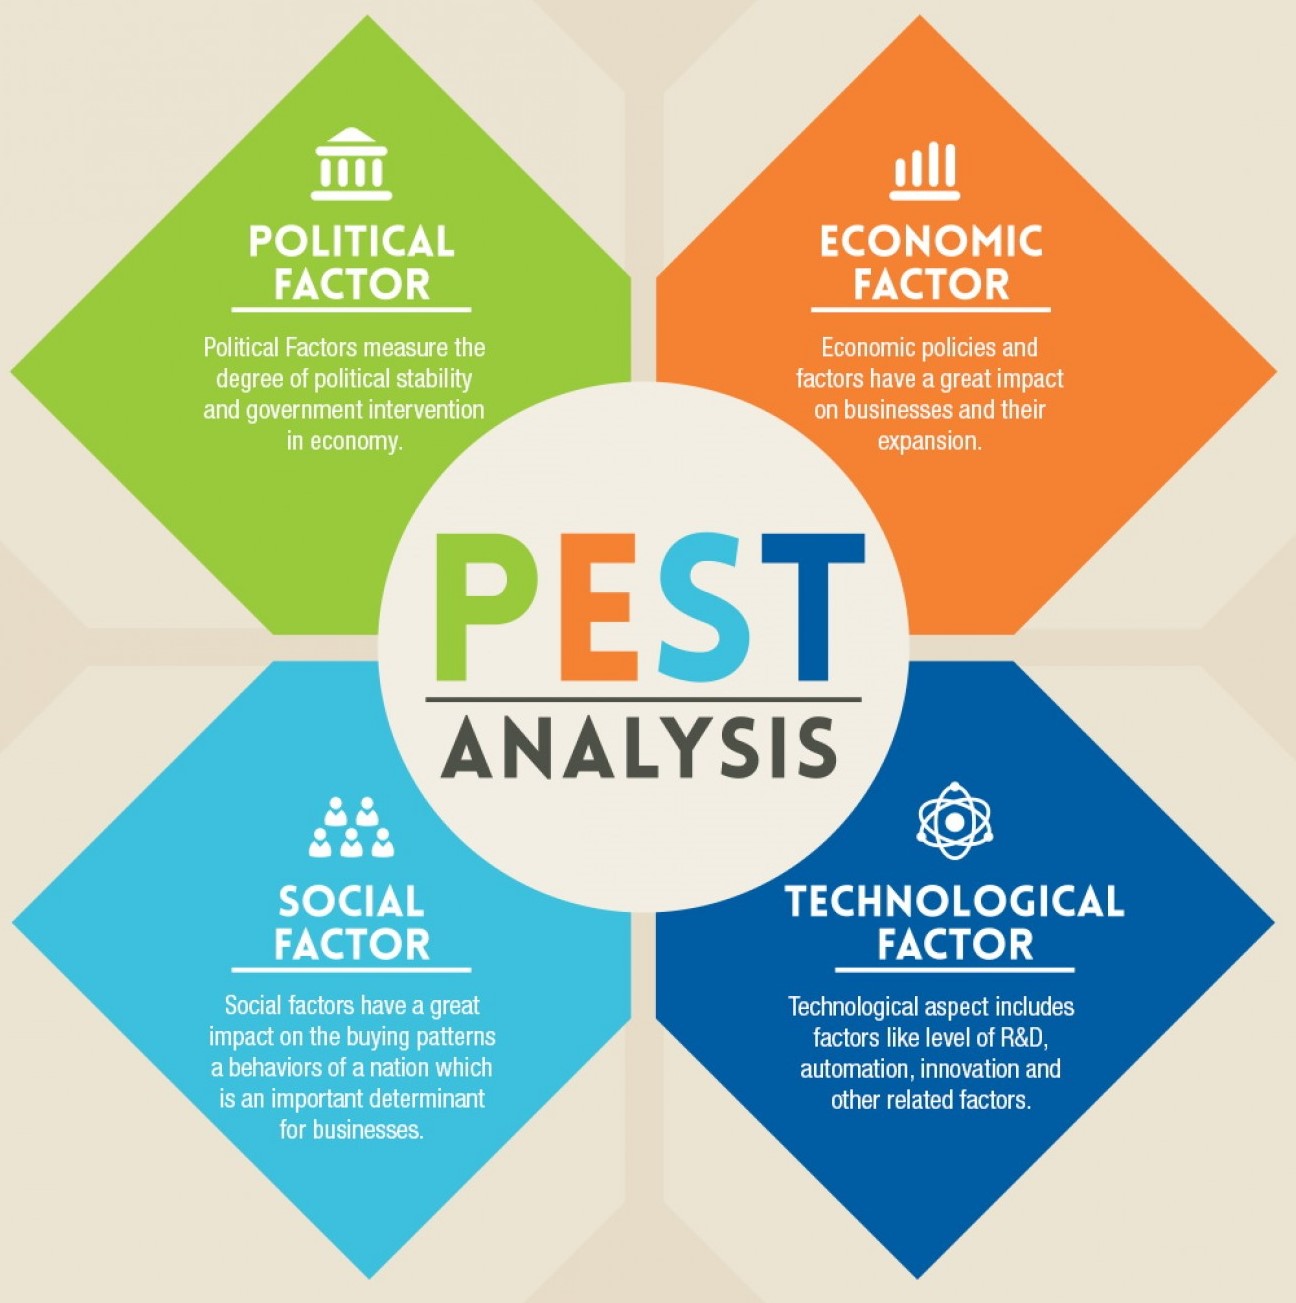 POLITICAL
FACTOR
Political Factors measure the
degree of political stability
and government intervention
in economy.
ECONOMIC
FACTOR
Economic policies and
factors have a great impact
on businesses and their
expansion.
PEST
ANALYSIS
SOCIAL
FACTOR
Social factors have a great
impact on the buying patterns
a behaviors of a nation which
is an important determinant
for businesses.
TECHNOLOGICAL
FACTOR
Technological aspect includes
factors like level of R&D,
automation, innovation and
other related factors.